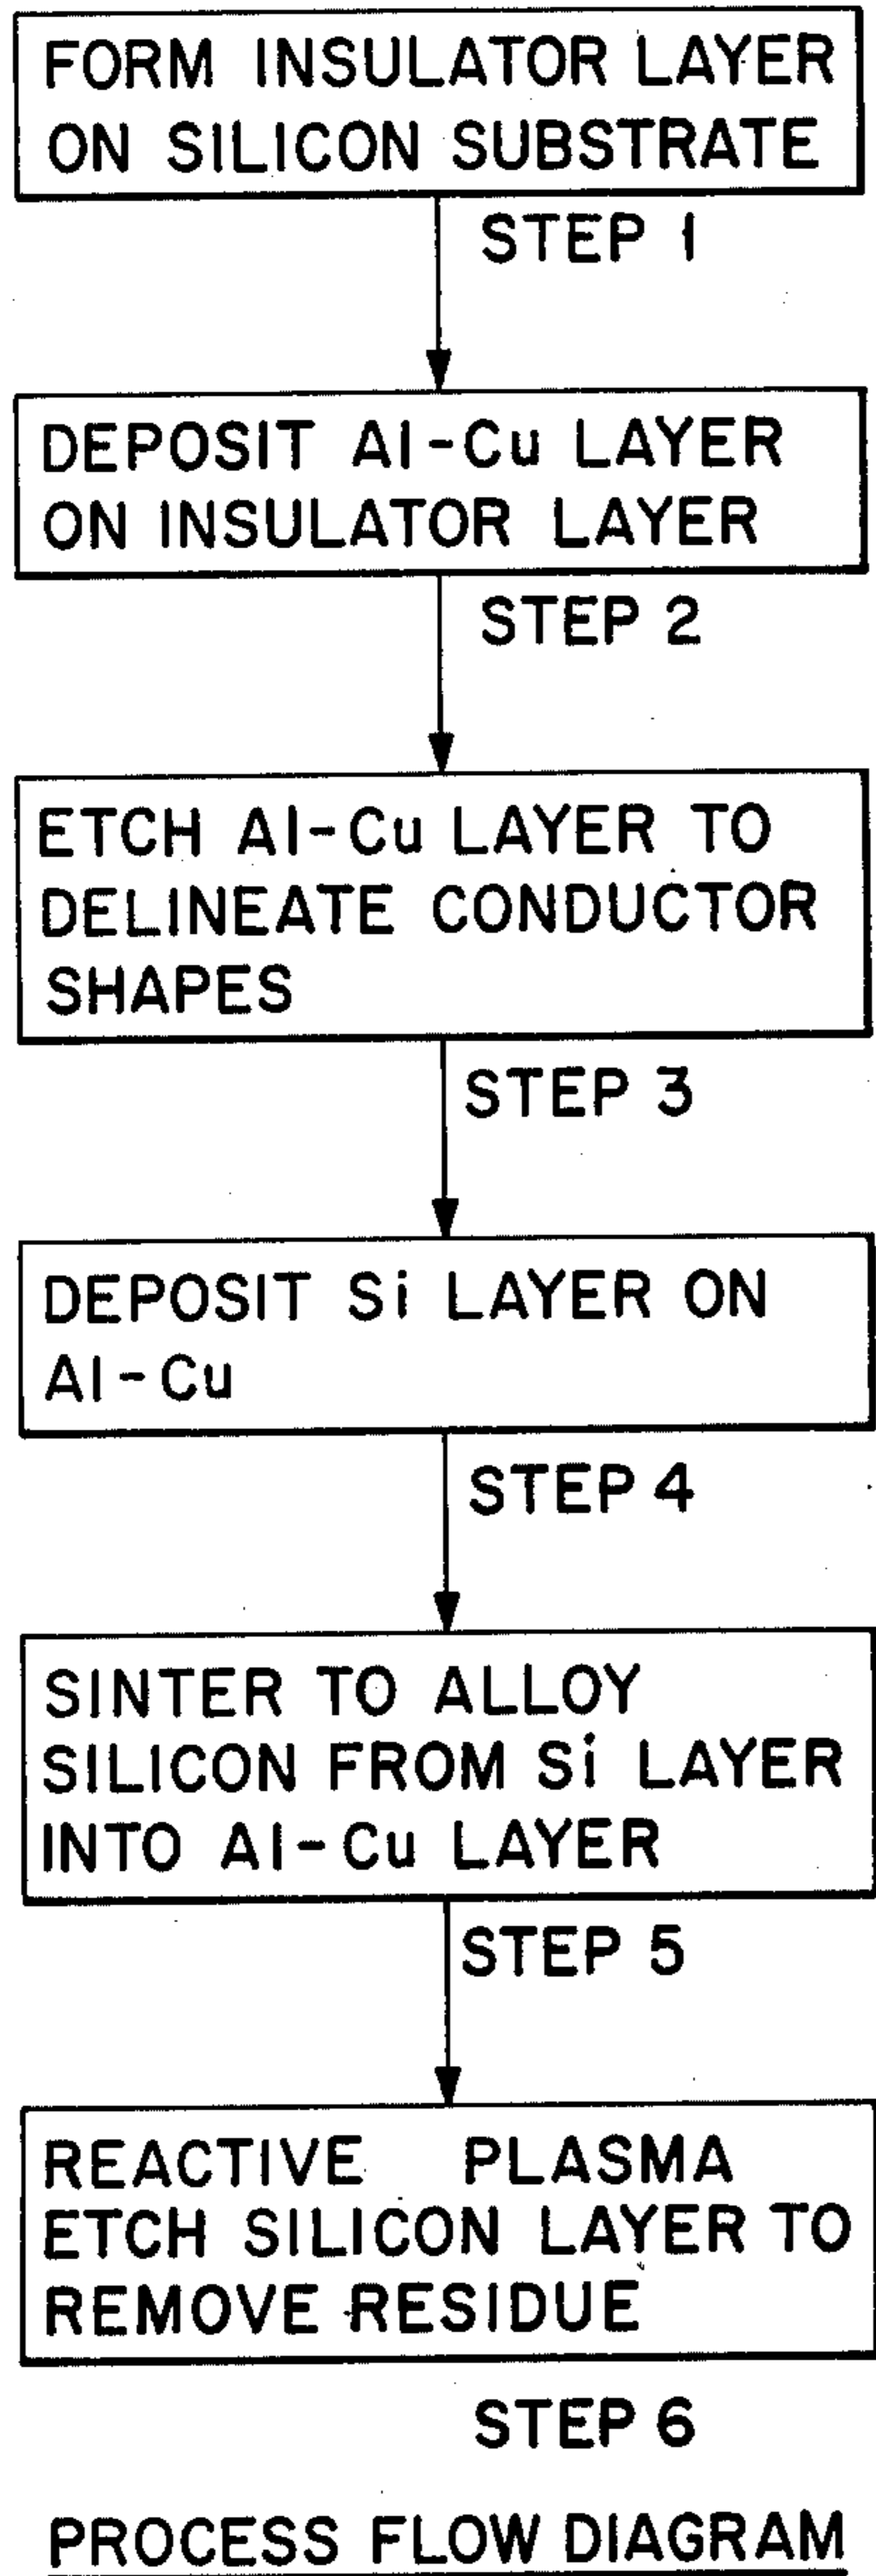 FORM INSULATOR LAYER
ON SILICON SUBSTRATE
STEP 1
DEPOSIT Al-Cu LAYER
ON INSULATOR LAYER
STEP 2
ETCH Al-Cu LAYER TO
DELINEATE CONDUCTOR
SHAPES
STEP 3
DEPOSIT Si LAYER ON
Al-Cu
STEP 4
SINTER TO ALLOY
SILICON FROM Si LAYER
INTO Al-Cu LAYER
STEP 5
REACTIVE PLASMA
ETCH SILICON LAYER TO
REMOVE RESIDUE
STEP 6
PROCESS FLOW DIAGRAM